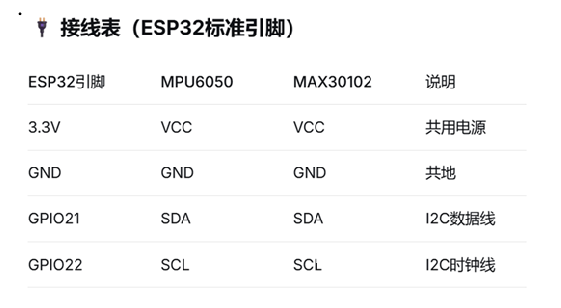 接线表（ESP32标准引脚）
ESP32引脚 MPU6050 MAX30102 说明
3.3V VCC VCC 共用电源
GND GND GND 共地
GPIO21 SDA SDA I2C数据线
GPIO22 SCL SCL I2C时钟线